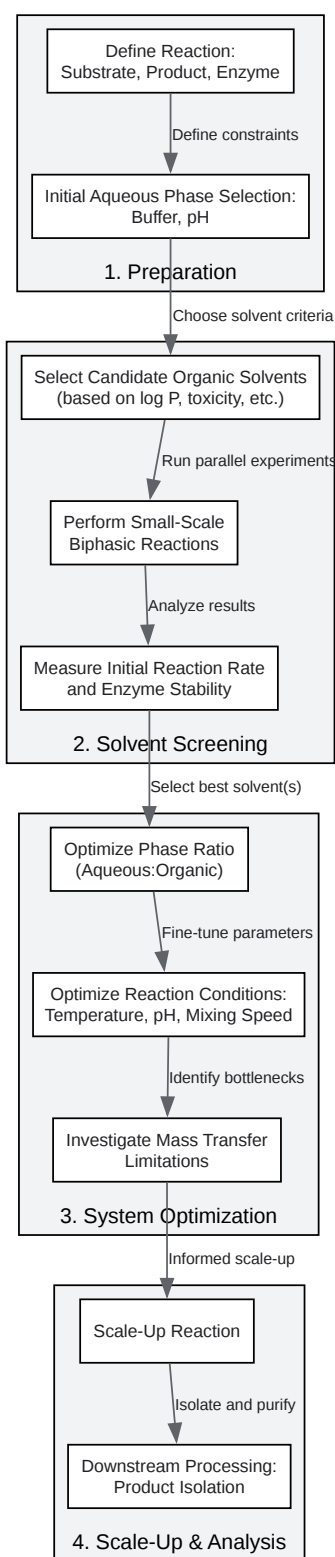 Define Reaction:
Substrate, Product, Enzyme
Define constraints
Initial Aqueous Phase Selection:
Buffer, pH
1. Preparation
Choose solvent criteria
Select Candidate Organic Solvents
(based on log P, toxicity, etc.)
Run parallel experiments
Perform Small-Scale
Biphasic Reactions
Analyze results
Measure Initial Reaction Rate
and Enzyme Stability
2. Solvent Screening
Select best solvent(s)
Optimize Phase Ratio
(Aqueous:Organic)
Fine-tune parameters
Optimize Reaction Conditions:
Temperature, pH, Mixing Speed
Identify bottlenecks
Investigate Mass Transfer
Limitations
3. System Optimization
Informed scale-up
Scale-Up Reaction
Isolate and purify
Downstream Processing:
Product Isolation
4. Scale-Up & Analysis